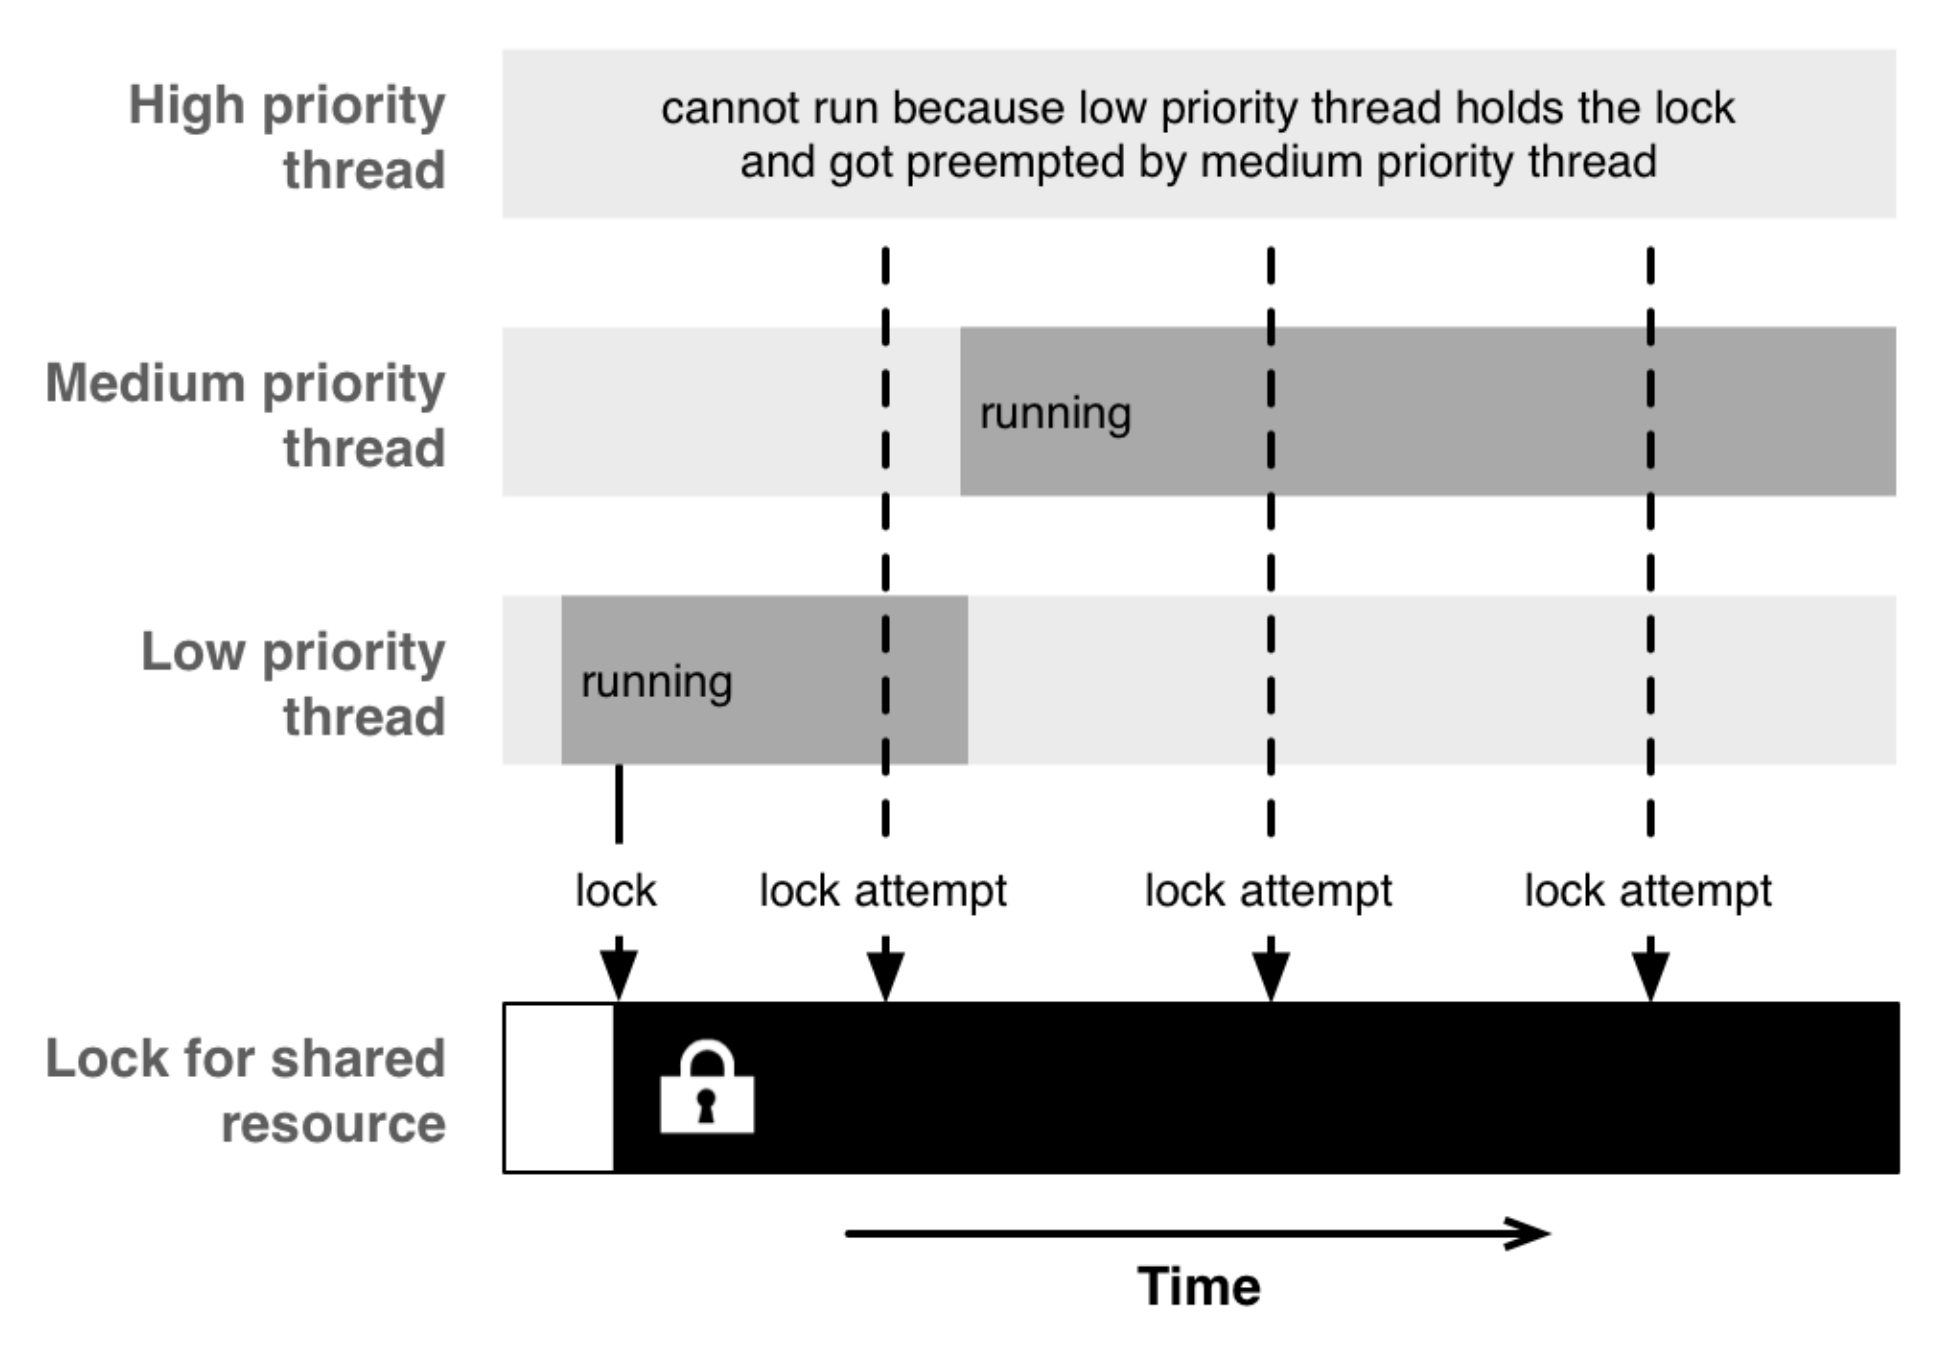 High priority
thread
cannot run because low priority thread holds the lock
and got preempted by medium priority thread
Medium priority
thread
running
Low priority
thread
running
lock
lock attempt
lock attempt
lock attempt
Lock for shared
resource
Time